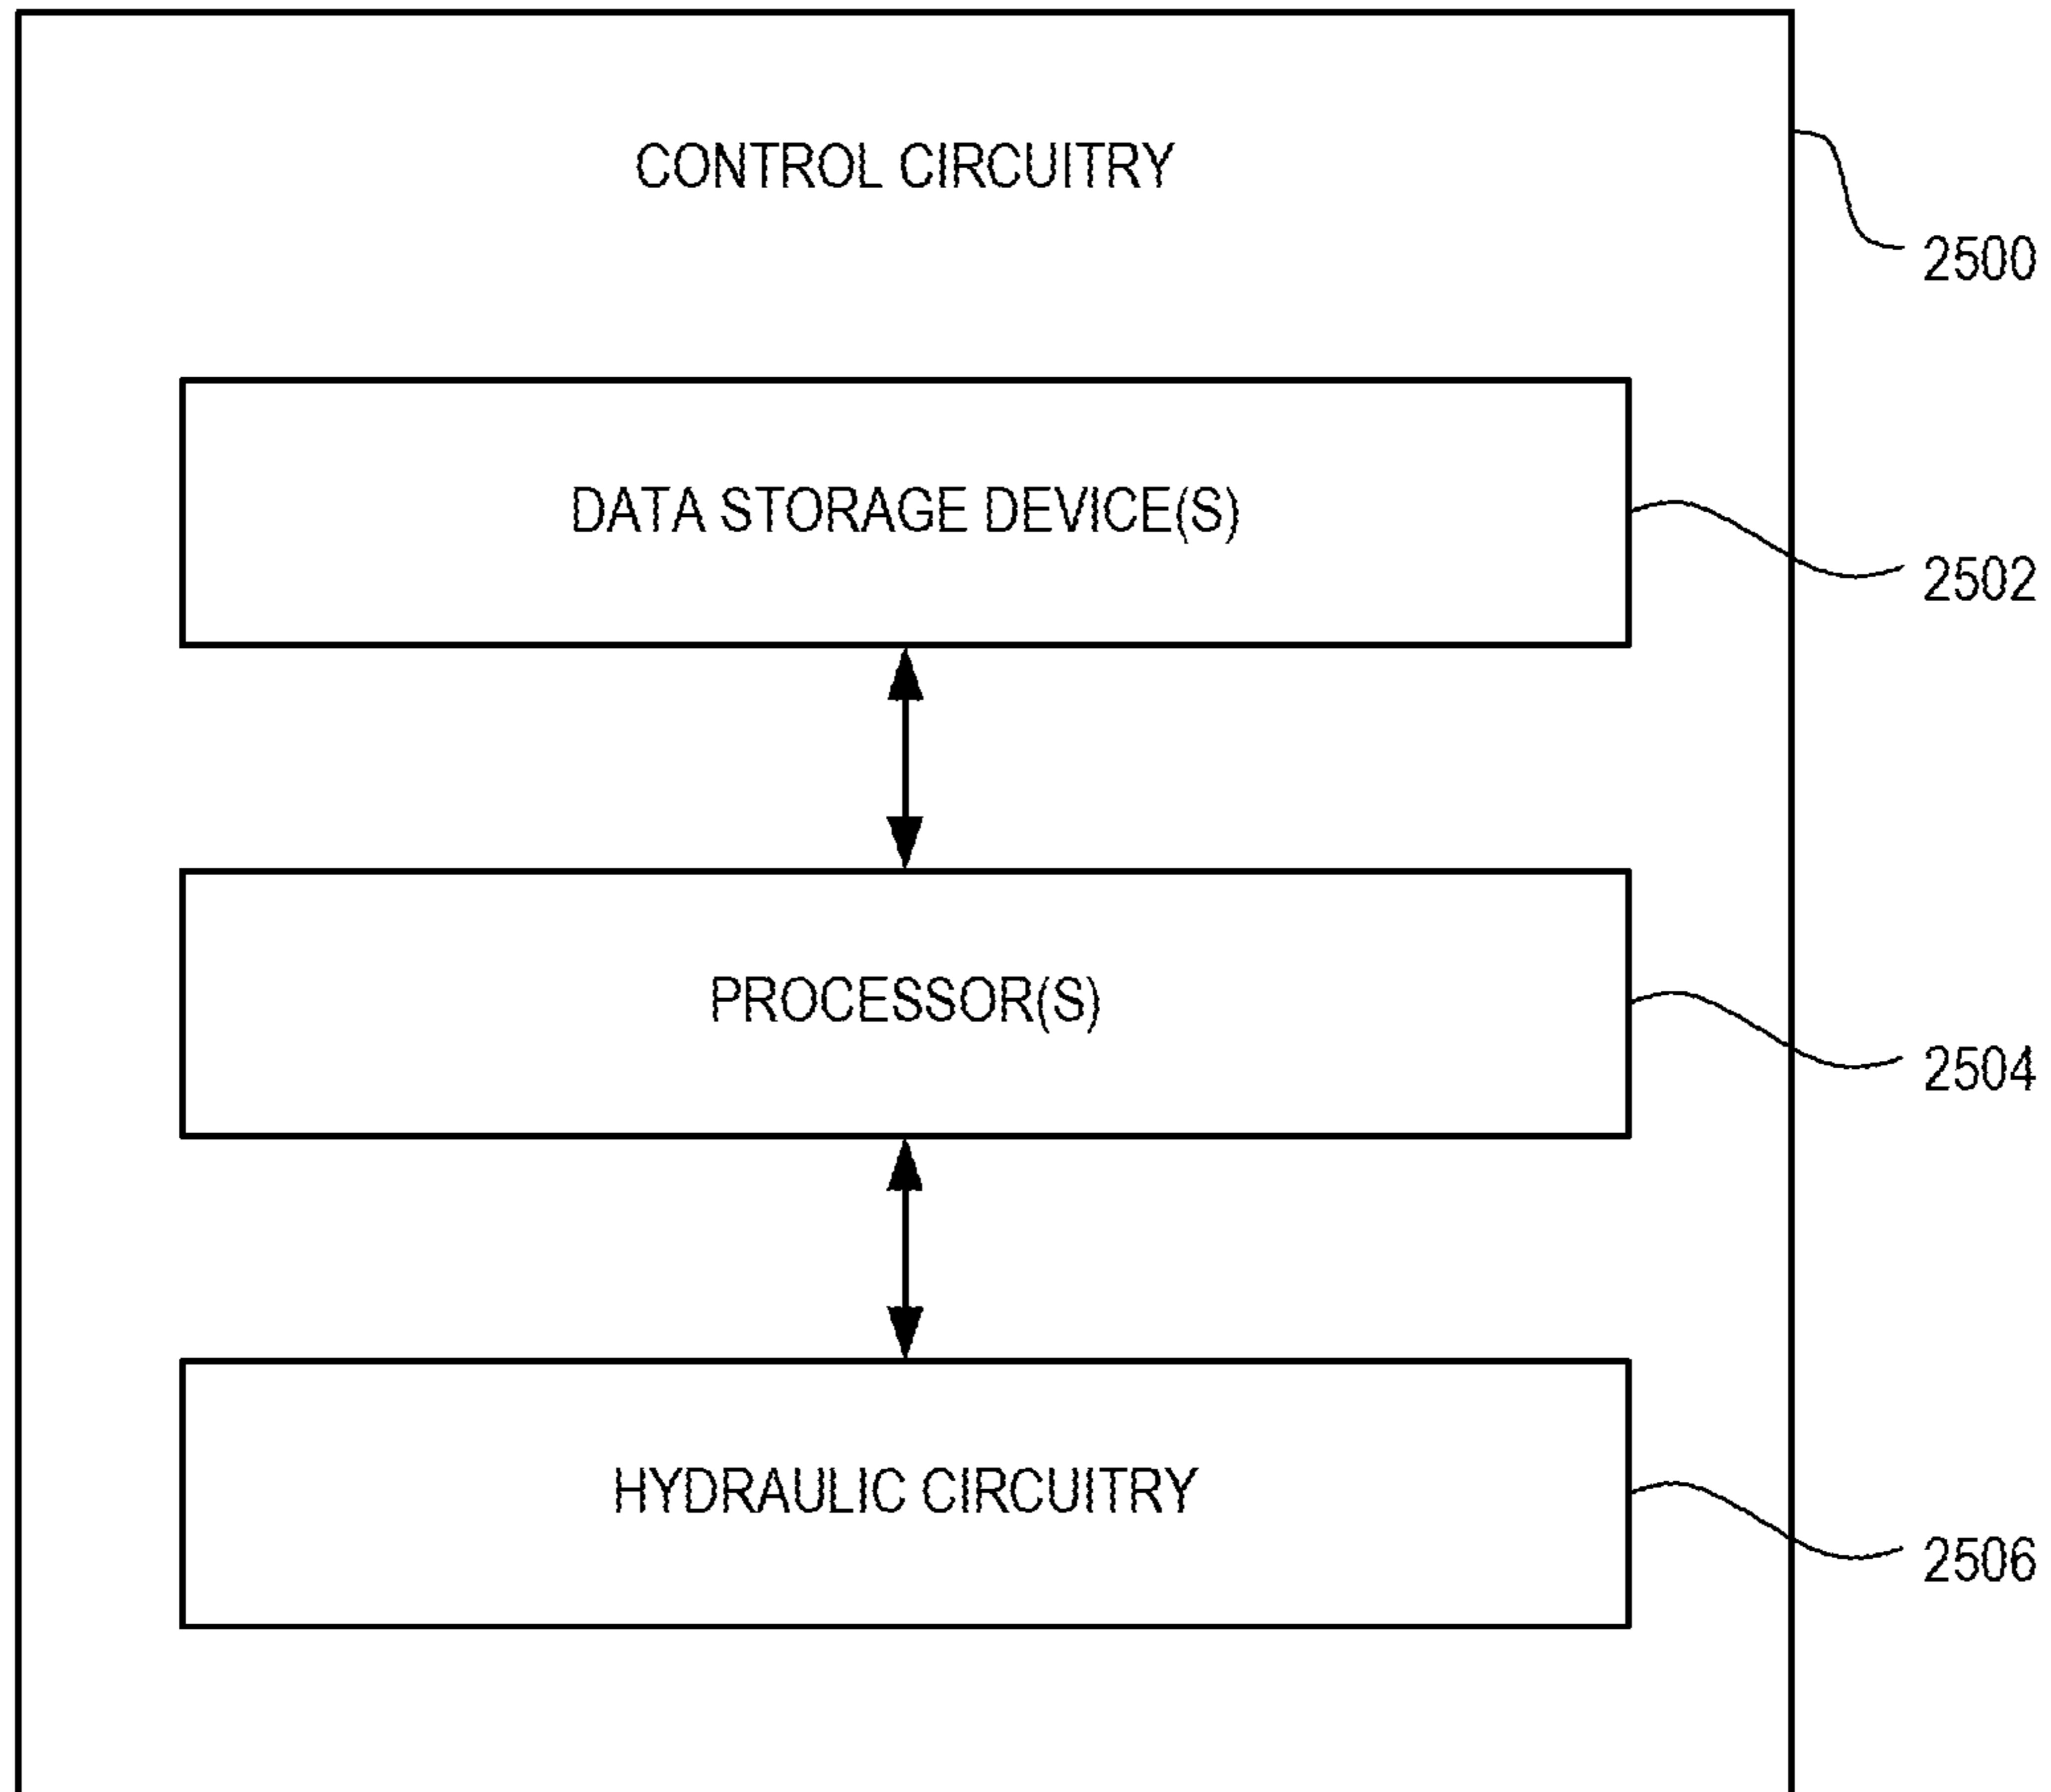 CONTROL CIRCUITRY
2500
DATA STORAGE DEVICE(S)
2502
PROCESSOR(S)
2504
HYDRAULIC CIRCUITRY
2506